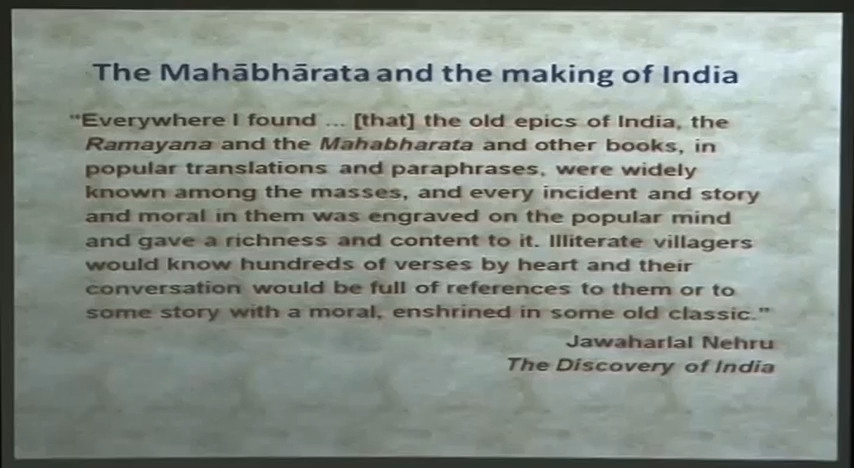 The Mahābhārata and the making of India
"Everywhere I found ... [that] the old epics of India, the
Ramayana and the Mahabharata and other books, in
popular translations and paraphrases, were widely
known among the masses, and every incident and story
and moral in them was engraved on the popular mind
and gave a richness and content to it. Illiterate villagers
would know hundreds of verses by heart and their
conversation would be full of references to them or to
some story with a moral, enshrined in some old classic."
Jawaharlal Nehru
The Discovery of India